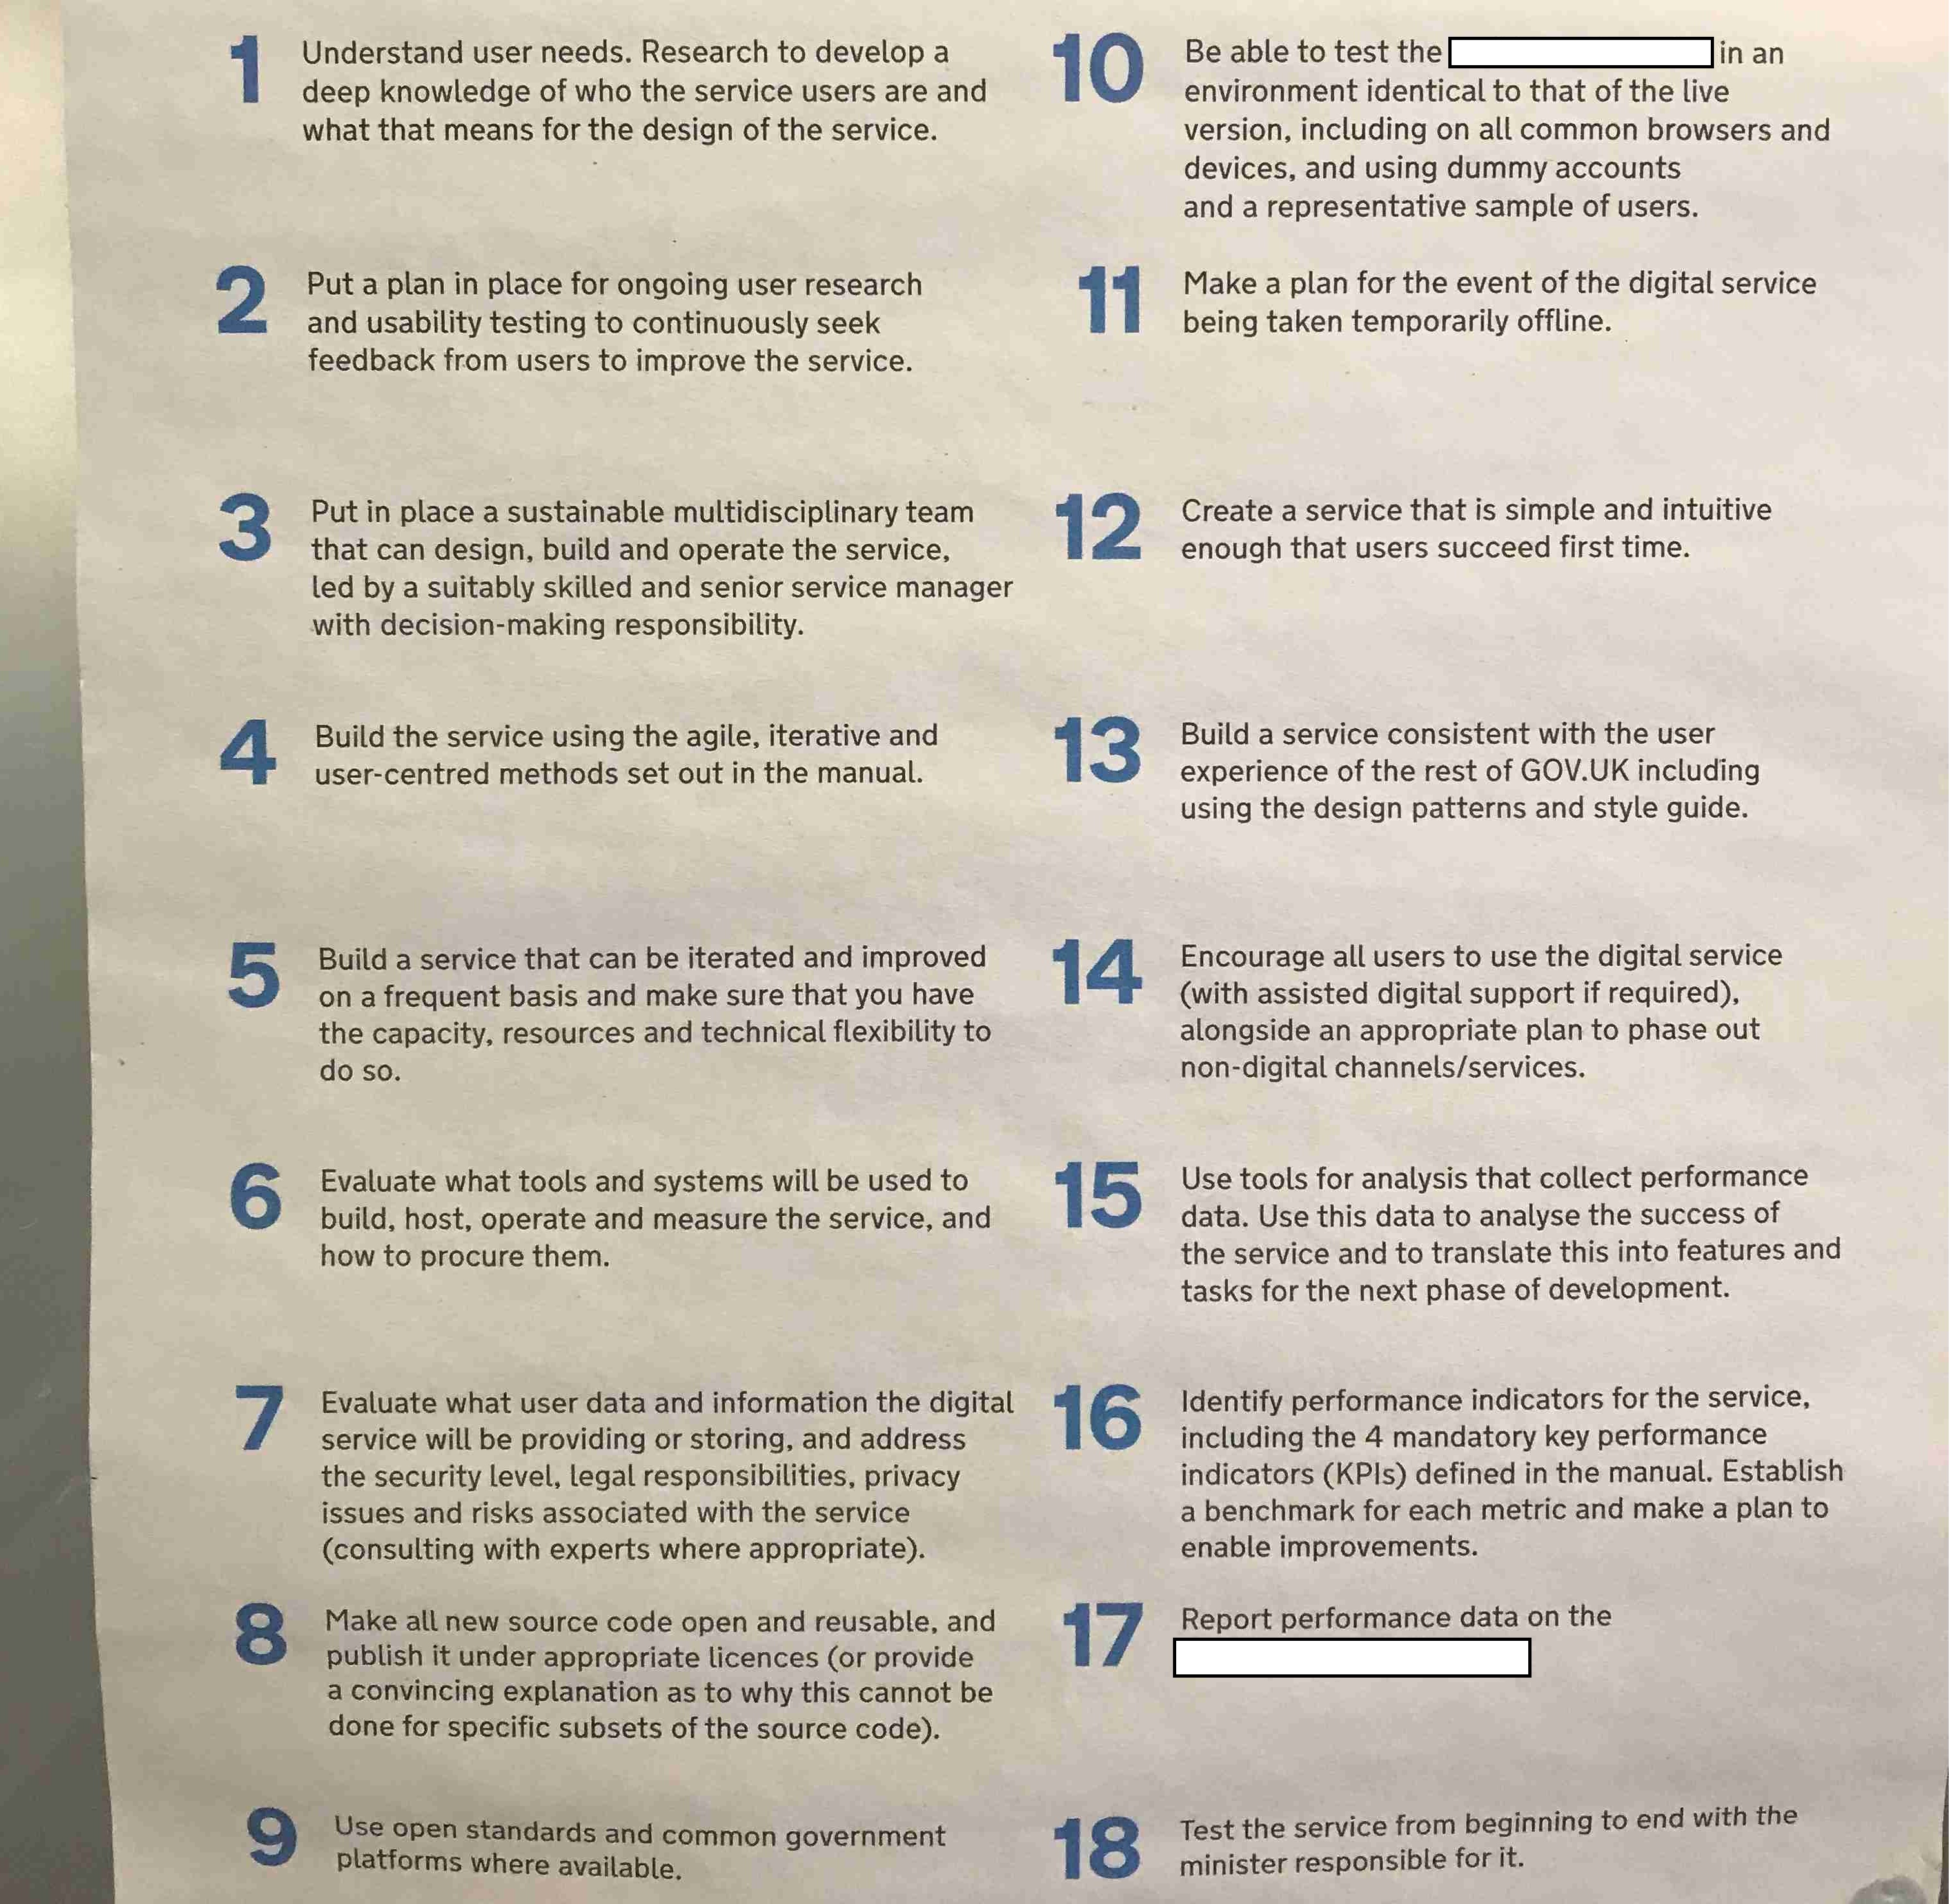 1
Understand user needs. Research to develop a
deep knowledge of who the service users are and
what that means for the design of the service.
2
Put a plan in place for ongoing user research
and usability testing to continuously seek
feedback from users to improve the service.
3
Put in place a sustainable multidisciplinary team
that can design, build and operate the service,
led by a suitably skilled and senior service manager
with decision-making responsibility.
4
Build the service using the agile, iterative and
user-centred methods set out in the manual.
5
Build a service that can be iterated and improved
on a frequent basis and make sure that you have
the capacity, resources and technical flexibility to
do so.
6
Evaluate what tools and systems will be used to
build, host, operate and measure the service, and
how to procure them.
7
Evaluate what user data and information the digital
service will be providing or storing, and address
the security level, legal responsibilities, privacy
issues and risks associated with the service
(consulting with experts where appropriate).
8
Make all new source code open and reusable, and
publish it under appropriate licences (or provide
a convincing explanation as to why this cannot be
done for specific subsets of the source code).
9
Use open standards and common government
platforms where available.
10
Be able to test the in an
environment identical to that of the live
version, including on all common browsers and
devices, and using dummy accounts
and a representative sample of users.
11
Make a plan for the event of the digital service
being taken temporarily offline.
12
Create a service that is simple and intuitive
enough that users succeed first time.
13
Build a service consistent with the user
experience of the rest of GOV.UK including
using the design patterns and style guide.
14
Encourage all users to use the digital service
(with assisted digital support if required),
alongside an appropriate plan to phase out
non-digital channels/services.
15
Use tools for analysis that collect performance
data. Use this data to analyse the success of
the service and to translate this into features and
tasks for the next phase of development.
16
Identify performance indicators for the service,
including the 4 mandatory key performance
indicators (KPIs) defined in the manual. Establish
a benchmark for each metric and make a plan to
enable improvements.
17
Report performance data on the
18
Test the service from beginning to end with the
minister responsible for it.